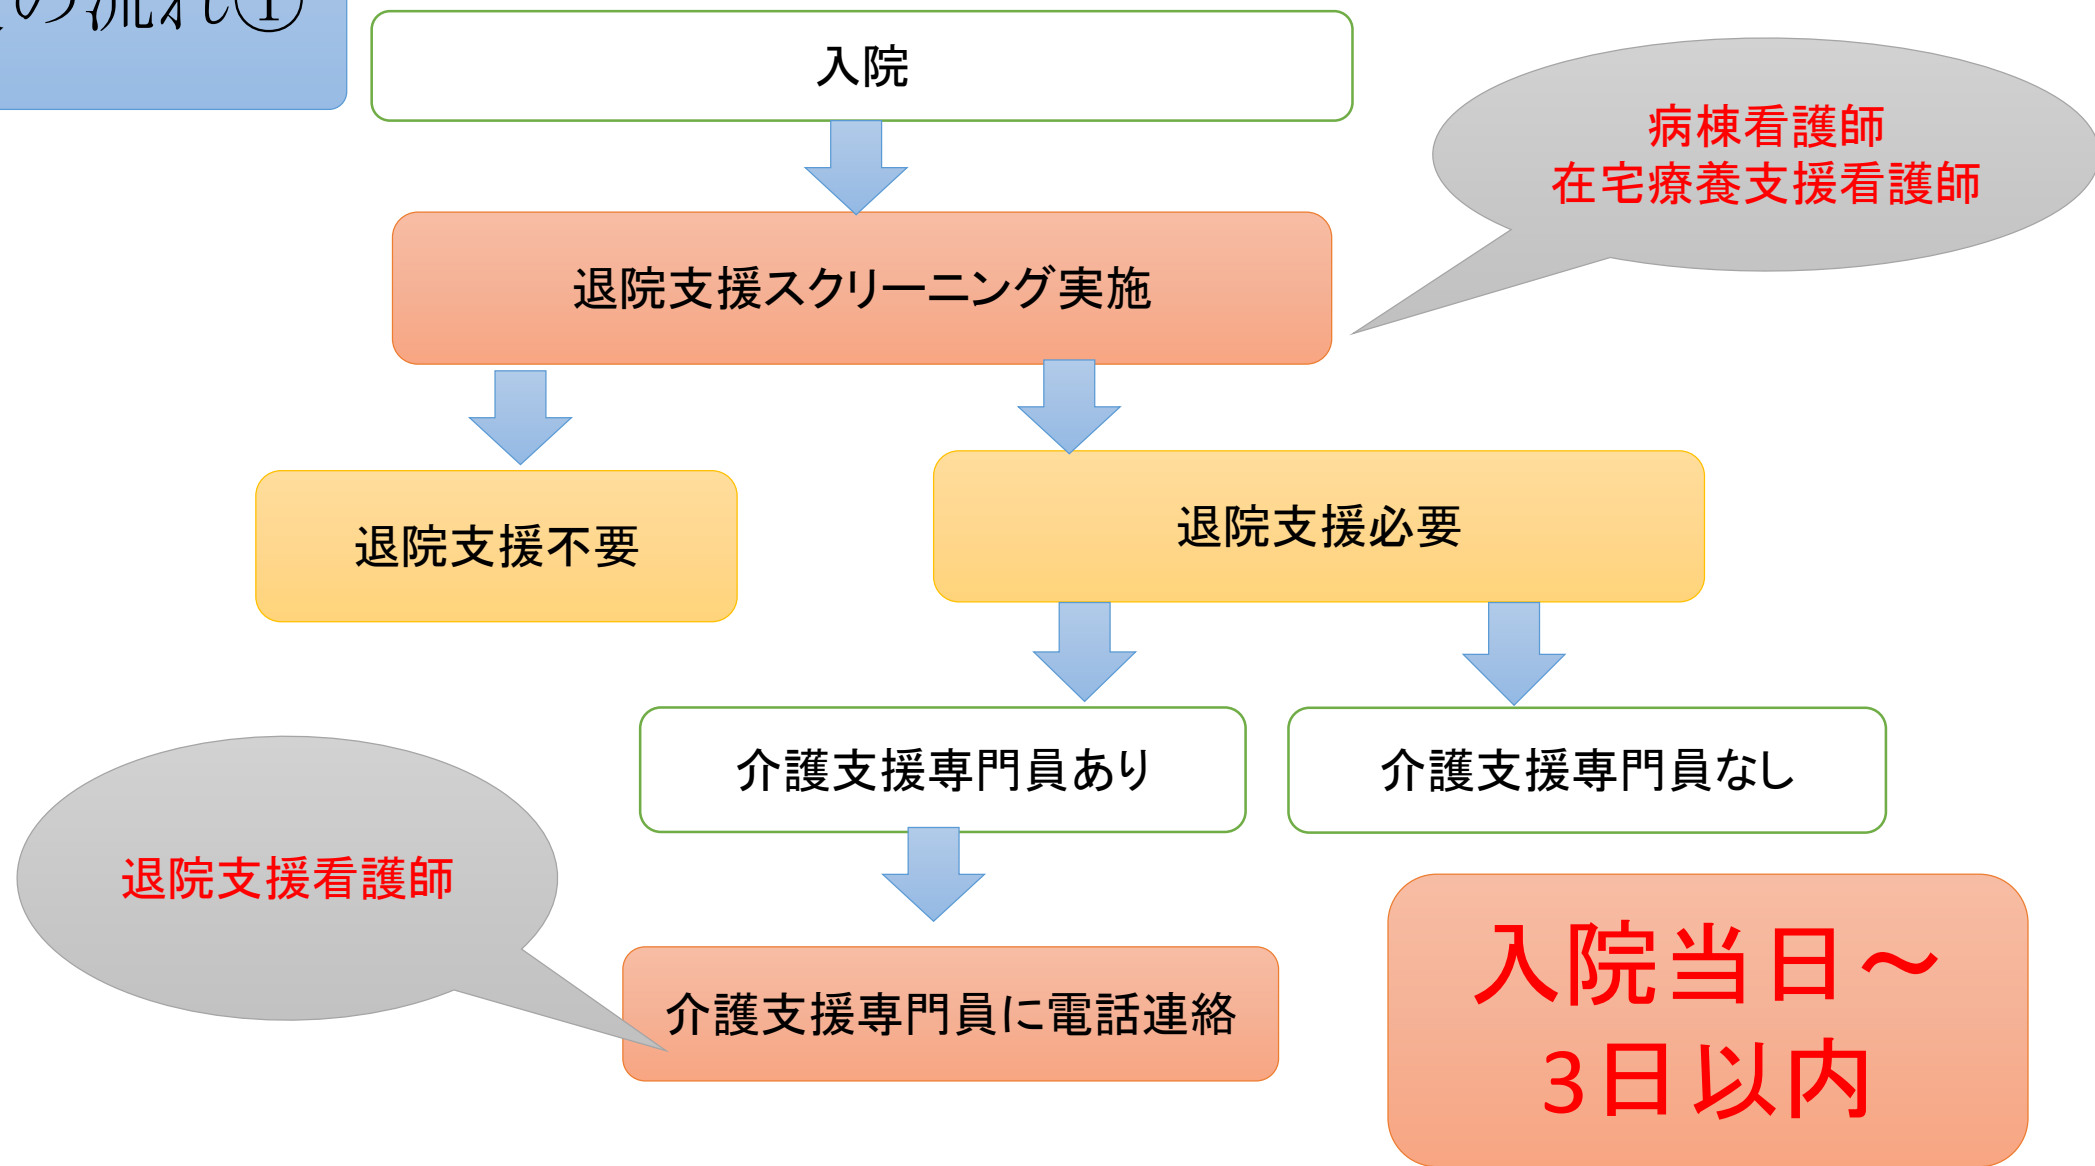 の流れ①
入院
病棟看護師
在宅療養支援看護師
退院支援スクリーニング実施
退院支援不要
退院支援必要
介護支援専門員あり
介護支援専門員なし
退院支援看護師
介護支援専門員に電話連絡
入院当日～
3日以内